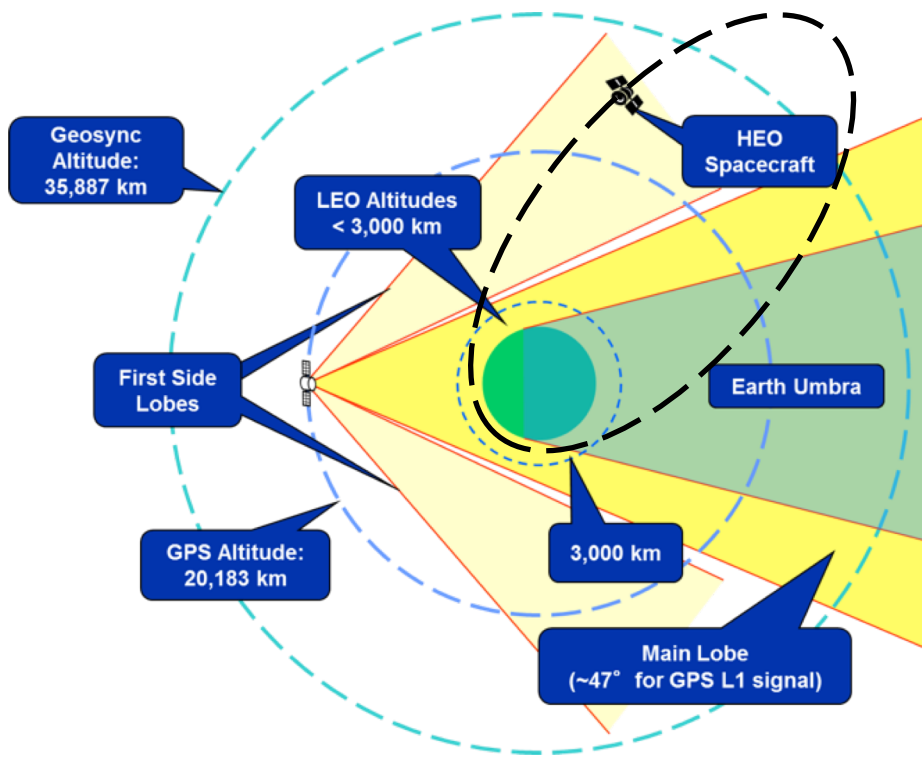 Geosync
Altitude:
35,887 km
HEO
Spacecraft
LEO Altitudes
< 3,000 km
First Side
Lobes
Earth Umbra
GPS Altitude:
20,183 km
3,000 km
Main Lobe
(~47° for GPS L1 signal)